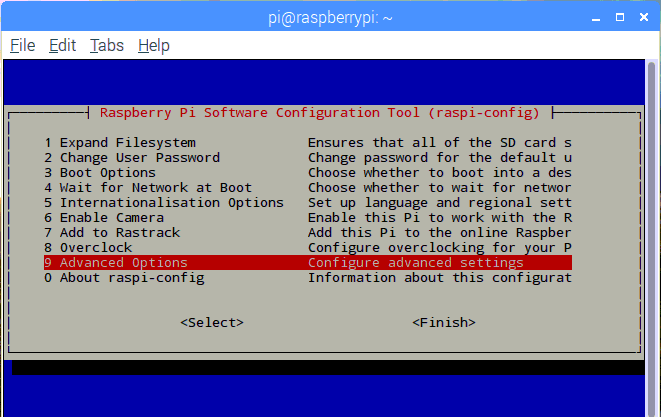 pi@raspberrypi: ~
File Edit Tabs Help
Raspberry Pi Software Configuration Tool (raspi-config)
1 Expand Filesystem Ensures that all of the SD card s
2 Change User Password Change password for the default u
3 Boot Options Choose whether to boot into a des
4 Wait for Network at Boot Choose whether to wait for networ
5 Internationalisation Options Set up language and regional sett
6 Enable Camera Enable this Pi to work with the R
7 Add to Rastrack Add this Pi to the online Raspber
8 Overclock Configure overclocking for your P
9 Advanced Options Configure advanced settings
0 About raspi-config Information about this configurat
<Select> <Finish>